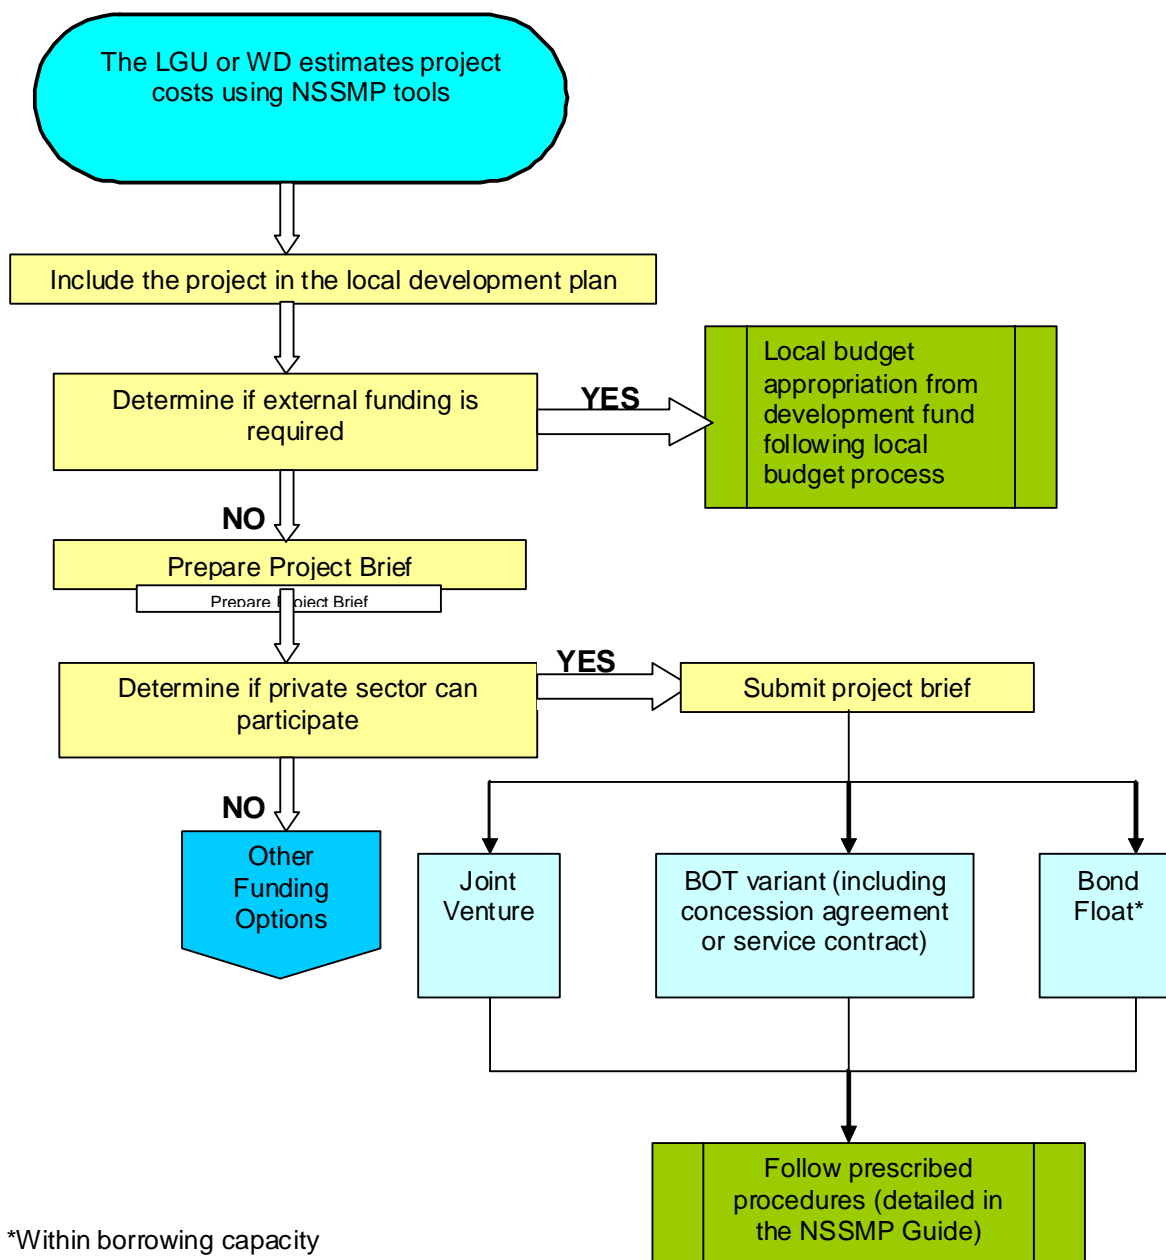 The LGU or WD estimates project
costs using NSSMP tools
Include the project in the local development plan
Determine if external funding is
required
YES
Local budget
appropriation from
development fund
following local
budget process
NO
Prepare Project Brief
Prepare Project Brief
Determine if private sector can
participate
YES
Submit project brief
NO
Other
Funding
Options
Joint
Venture
BOT variant (including
concession agreement
or service contract)
Bond
Float*
Follow prescribed
procedures (detailed in
the NSSMP Guide)
*Within borrowing capacity